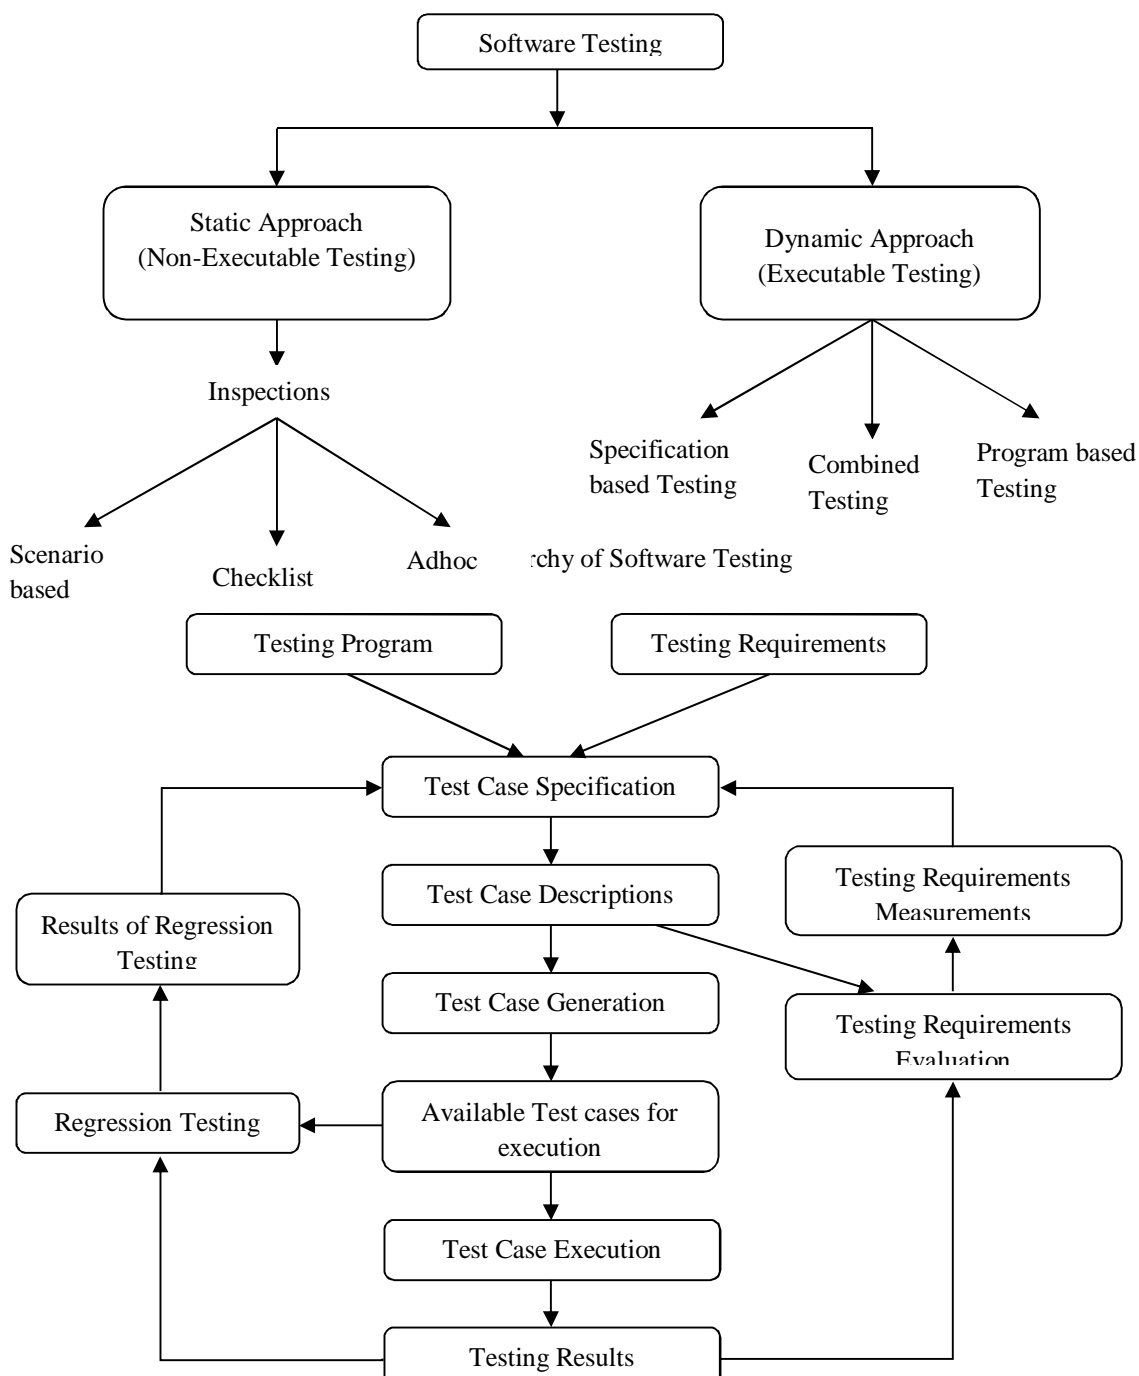 Software Testing
Static Approach
(Non-Executable Testing)
Dynamic Approach
(Executable Testing)
Inspections
Specification
based Testing
Combined
Testing
Program based
Testing
Scenario
based
Checklist
Adhoc
rchy of Software Testing
Testing Program
Testing Requirements
Test Case Specification
Test Case Descriptions
Testing Requirements
Measurements
Results of Regression
Testing
Test Case Generation
Testing Requirements
Evaluation
Regression Testing
Available Test cases for
execution
Test Case Execution
Testing Results